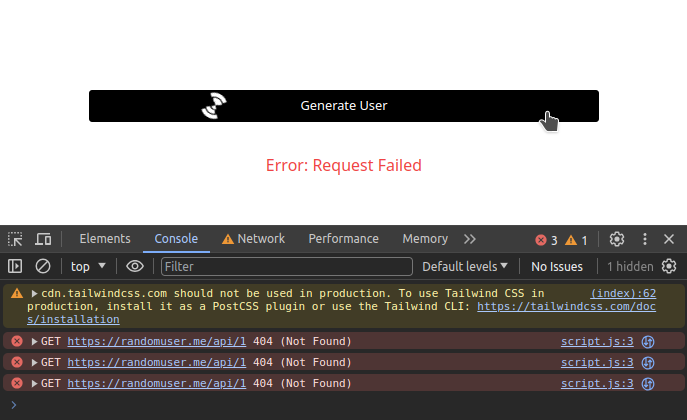 Generate User
Error: Request Failed
Elements Console Network Performance Memory 3 1
top Filter Default levels No Issues 1 hidden
cdn.tailwindcss.com should not be used in production. To use Tailwind CSS in (index):62
production, install it as a PostCSS plugin or use the Tailwind CLI: https://tailwindcss.com/doc
s/installation
GET https://randomuser.me/api/1 404 (Not Found) script.js:3
GET https://randomuser.me/api/1 404 (Not Found) script.js:3
GET https://randomuser.me/api/1 404 (Not Found) script.js:3